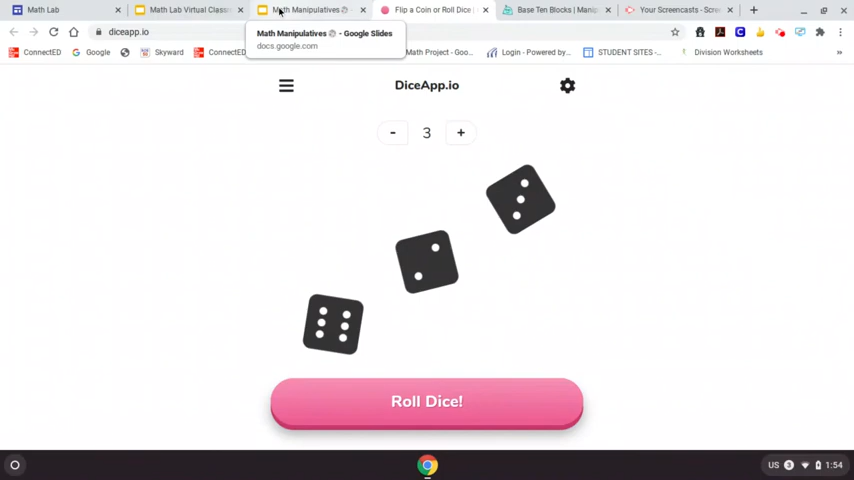 Math Lab
Math Lab Virtual Classr
Math Manipulatives
Flip a Coin or Roll Dice |
Base Ten Blocks | Manip
Your Screencasts - Scre
diceapp.io
Math Manipulatives - Google Slides
docs.google.com
ConnectED
Google
Skyward
ConnectED
Math Project - Goo...
Login - Powered by...
STUDENT SITES -...
Division Worksheets
»
DiceApp.io
- 3 +
Roll Dice!
US 3 1:54